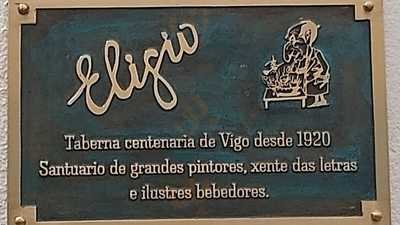 Eligio
Taberna centenaria de Vigo desde 1920
Santuario de grandes pintores, xente das letras
e ilustres bebedores.